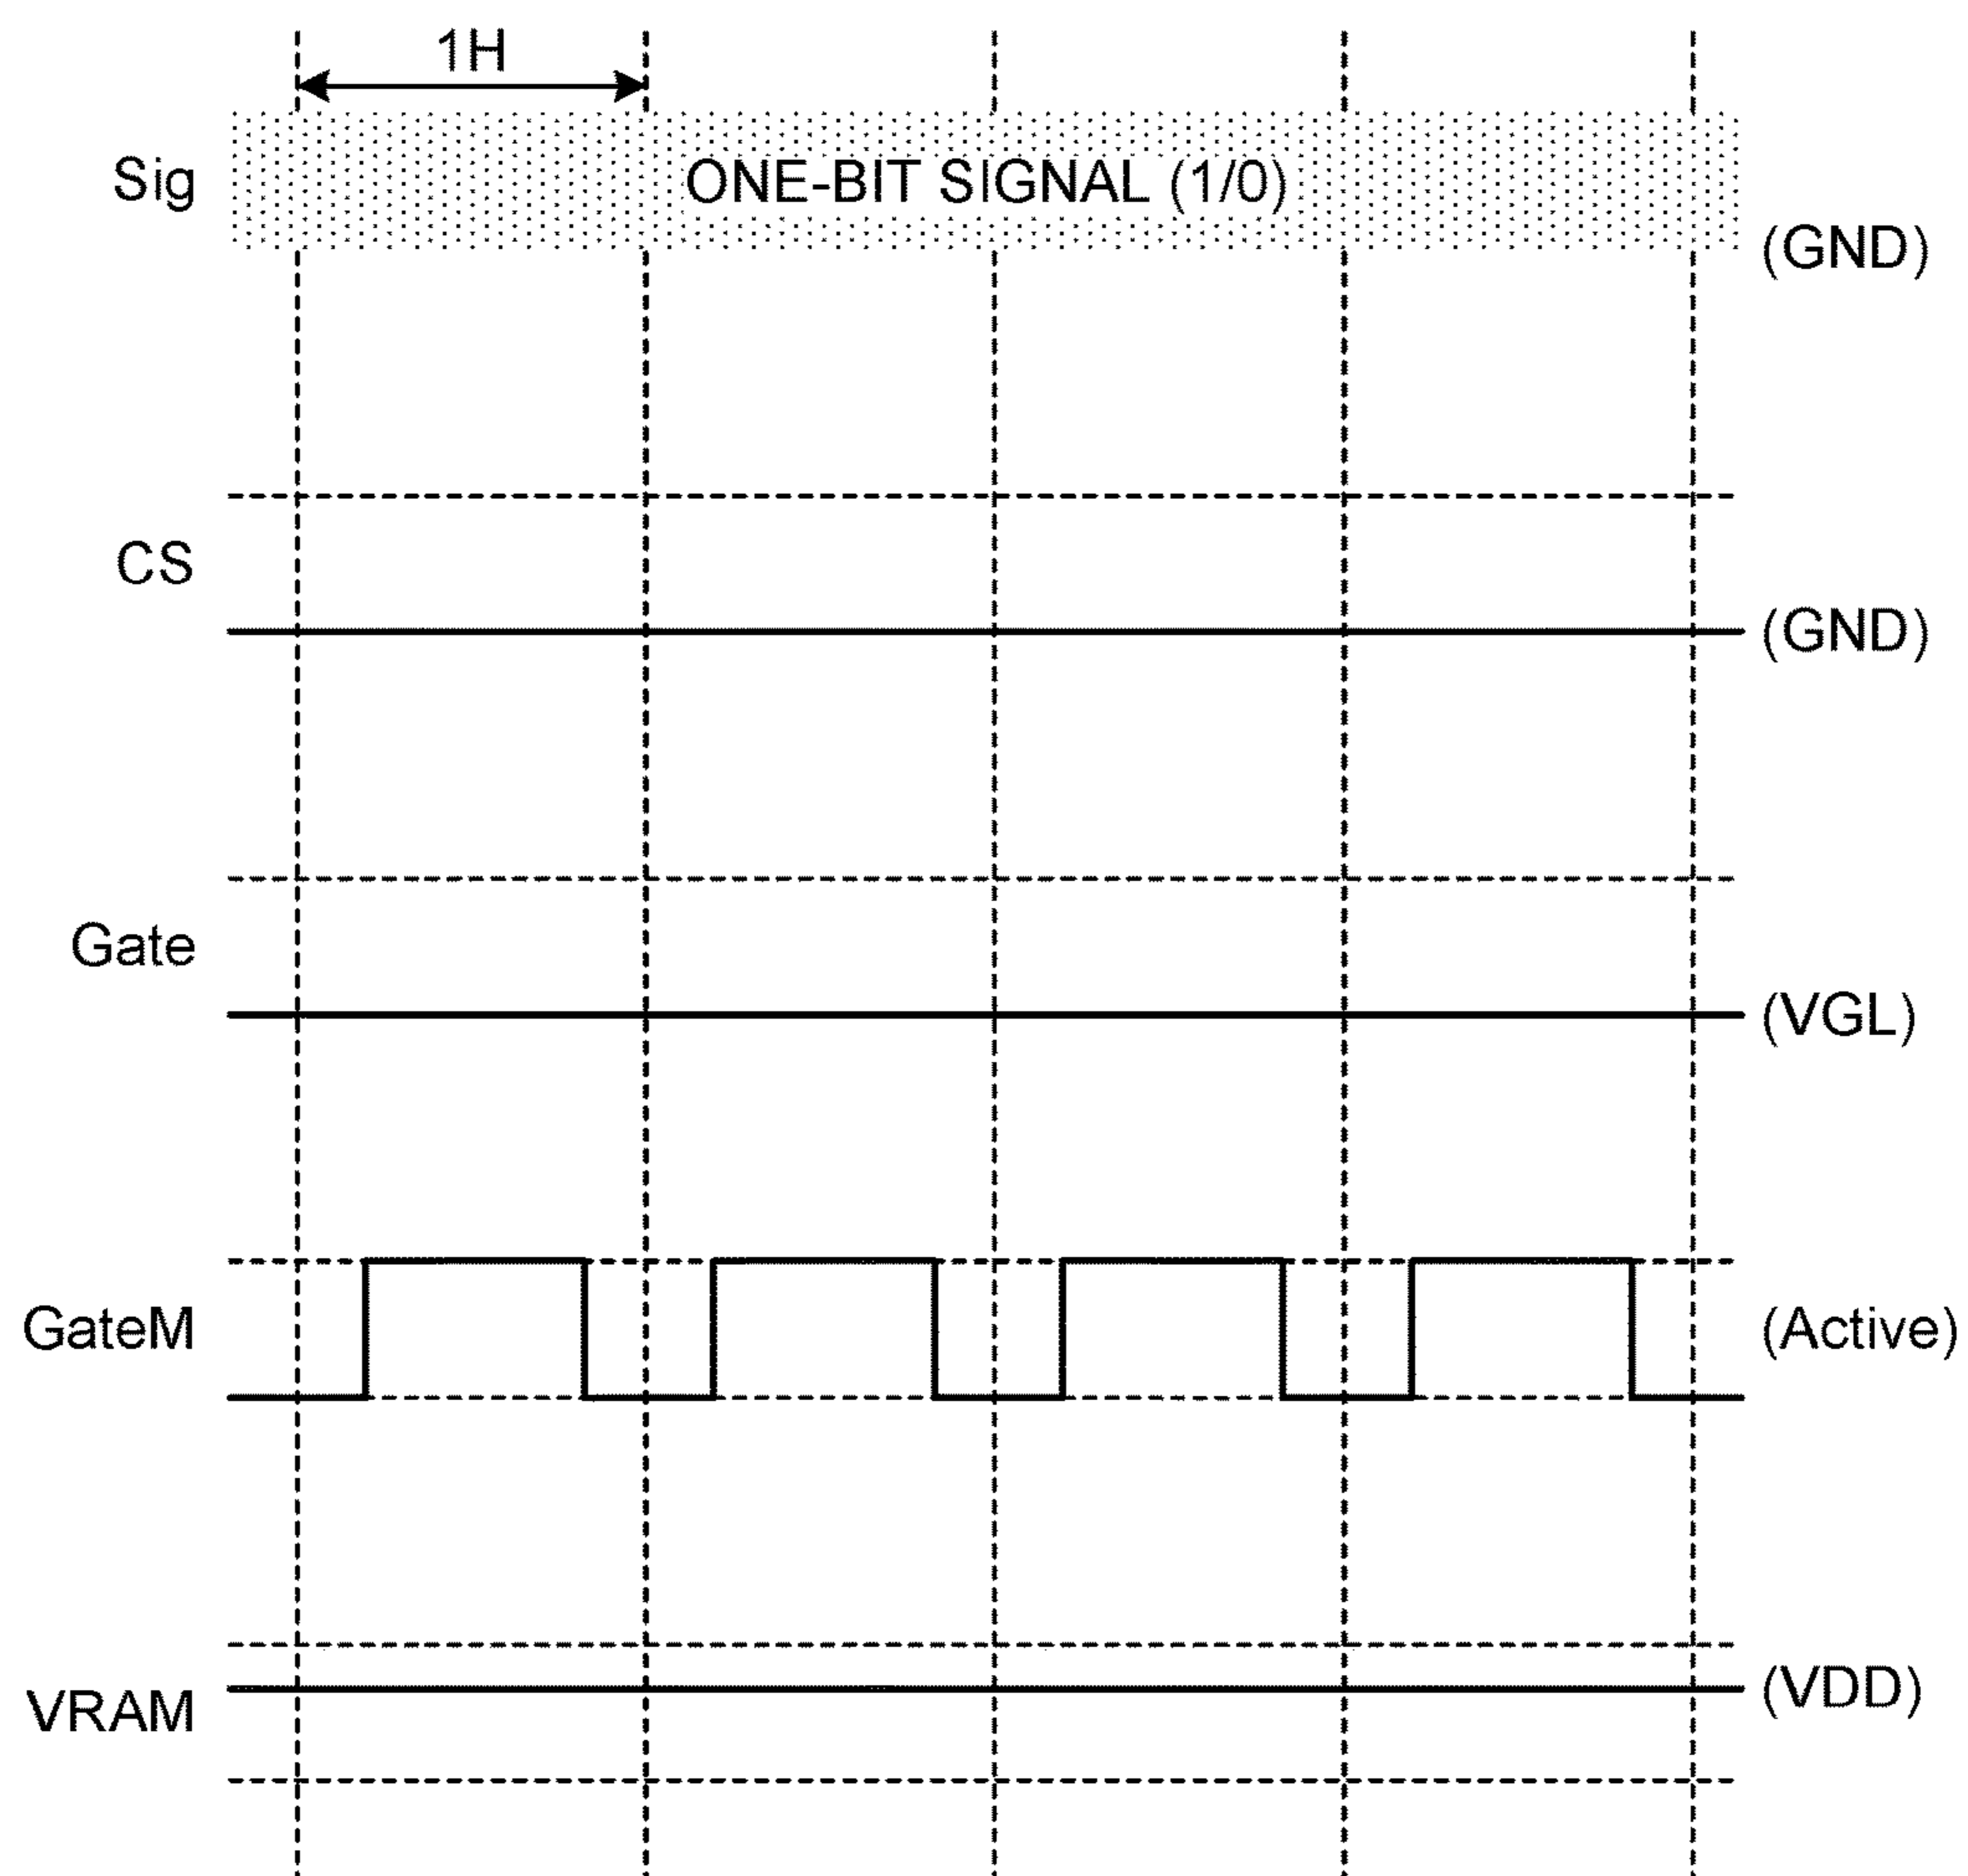 1H
Sig
ONE-BIT SIGNAL (1/0)
(GND)
CS
(GND)
Gate
(VGL)
GateM
(Active)
VRAM
(VDD)